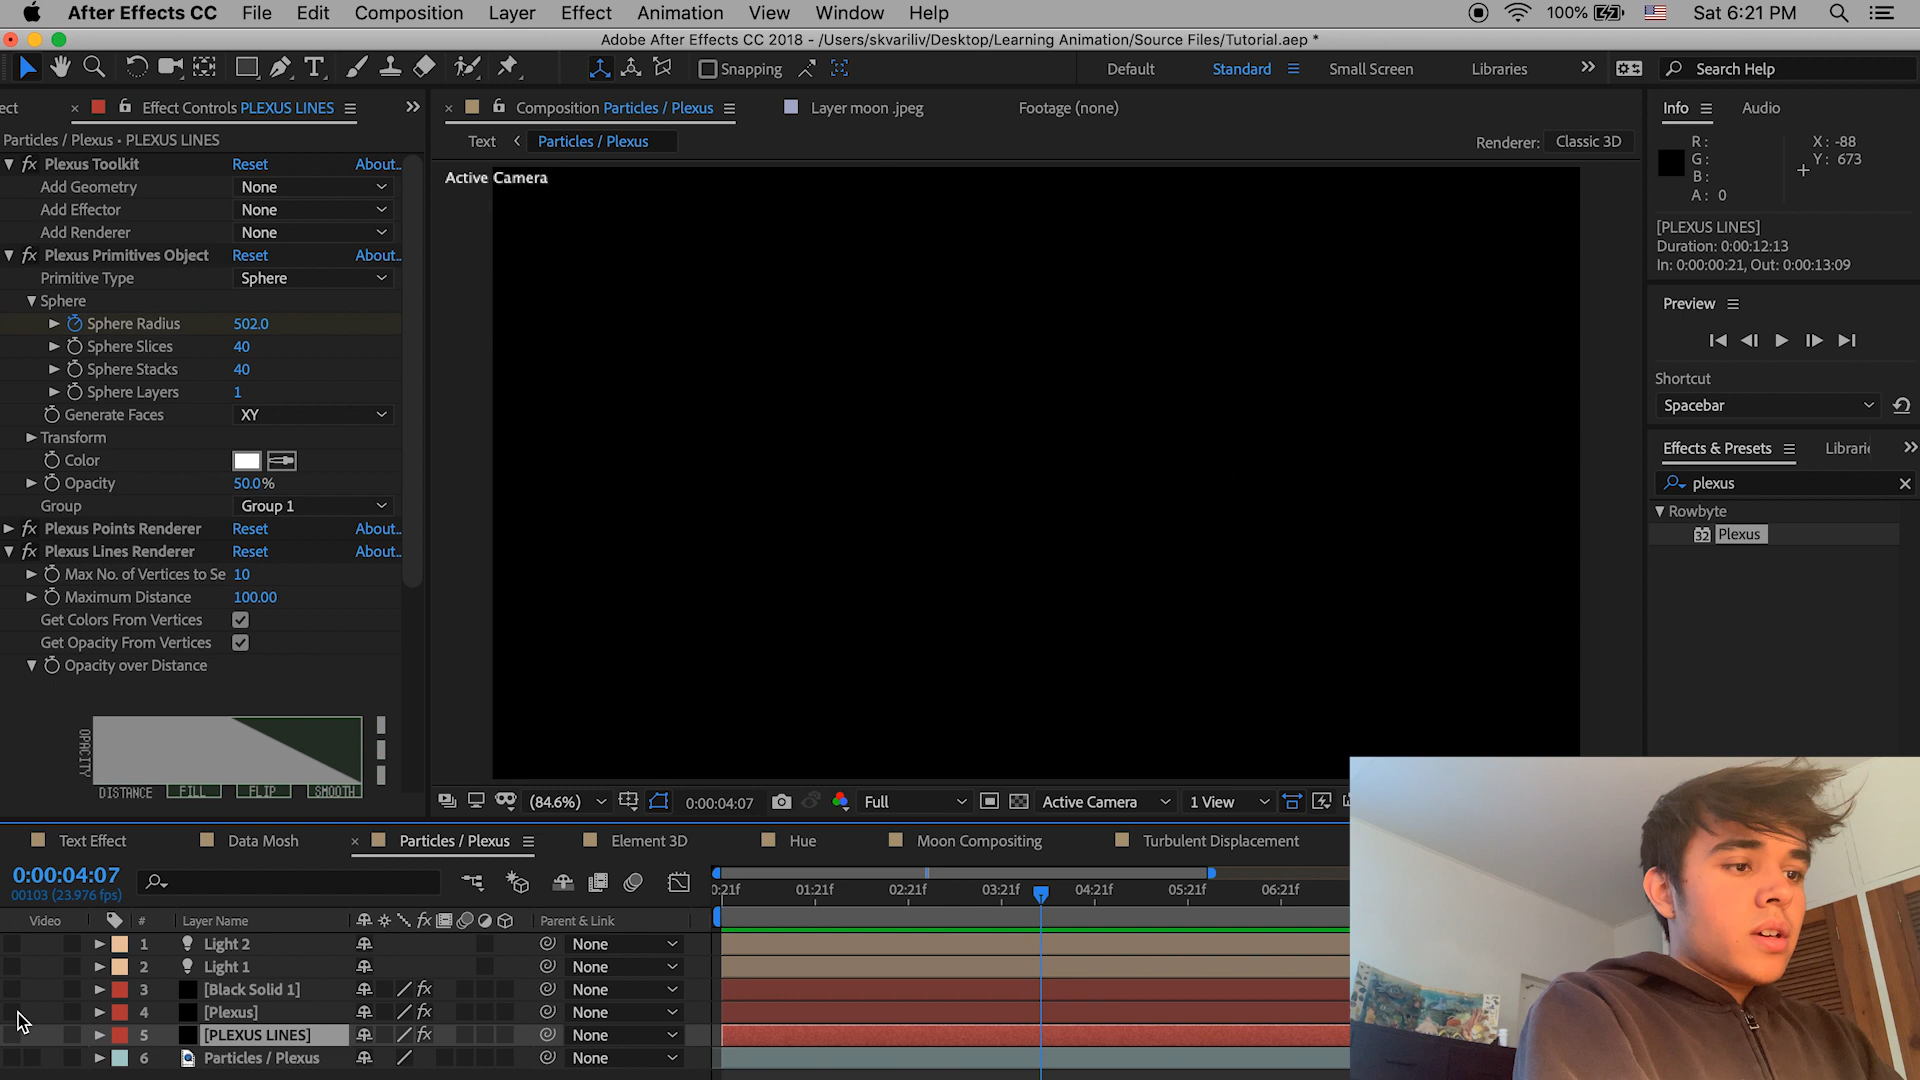 After Effects CC File Edit Composition Layer Effect Animation View Window Help 100% Sat 6:21 PM
Adobe After Effects CC 2018 - /Users/skvariliv/Desktop/Learning Animation/Source Files/Tutorial.aep *
Snapping Default Standard Small Screen Libraries Search Help
ect Effect Controls PLEXUS LINES
Composition Particles / Plexus Layer moon .jpeg Footage (none)
Info Audio
Particles / Plexus • PLEXUS LINES
Text Particles / Plexus Renderer: Classic 3D
Active Camera
Plexus Toolkit Reset About..
Add Geometry None
Add Effector None
Add Renderer None
Plexus Primitives Object Reset About..
Primitive Type Sphere
Sphere
Sphere Radius 502.0
Sphere Slices 40
Sphere Stacks 40
Sphere Layers 1
Generate Faces XY
Transform
Color
Opacity 50.0%
Group Group 1
Plexus Points Renderer Reset About..
Plexus Lines Renderer Reset About..
Max No. of Vertices to Se 10
Maximum Distance 100.00
Get Colors From Vertices
Get Opacity From Vertices
Opacity over Distance
OPACITY
DISTANCE FILL FLIP SMOOTH
R: X: -88
G: Y: 673
B:
A: 0
[PLEXUS LINES]
Duration: 0:00:12:13
In: 0:00:00:21, Out: 0:00:13:09
Preview
Shortcut
Spacebar
Effects & Presets Librari
plexus
Rowbyte
32 Plexus
(84.6%) 0:00:04:07 Full Active Camera 1 View
Text Effect Data Mosh Particles / Plexus Element 3D Hue Moon Compositing Turbulent Displacement
0:00:04:07
00103 (23.976 fps)
0:21f 01:21f 02:21f 03:21f 04:21f 05:21f 06:21f
Video # Layer Name fx Parent & Link
1 Light 2 None
2 Light 1 None
3 [Black Solid 1] fx None
4 [Plexus] fx None
5 [PLEXUS LINES] fx None
6 Particles / Plexus None